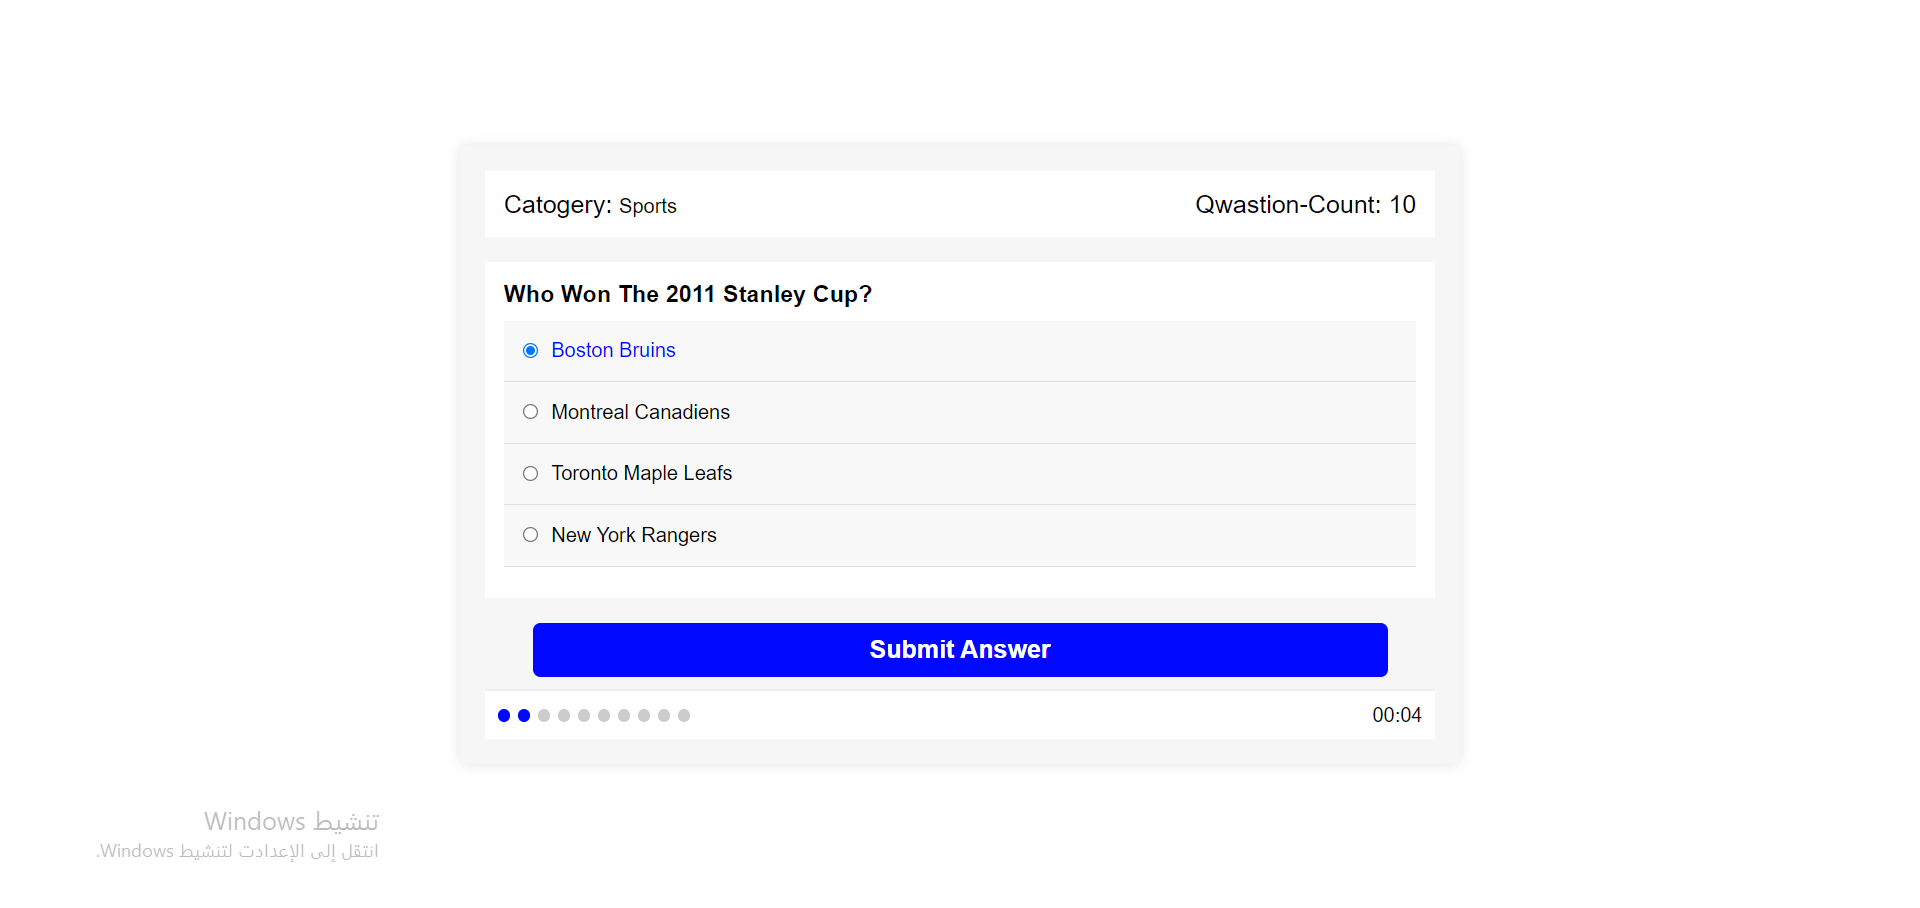 Catogery: Sports
Qwastion-Count: 10
Who Won The 2011 Stanley Cup?
Boston Bruins
Montreal Canadiens
Toronto Maple Leafs
New York Rangers
Submit Answer
00:04
تنشيط Windows
انتقل إلى الإعدادت لتنشيط Windows.